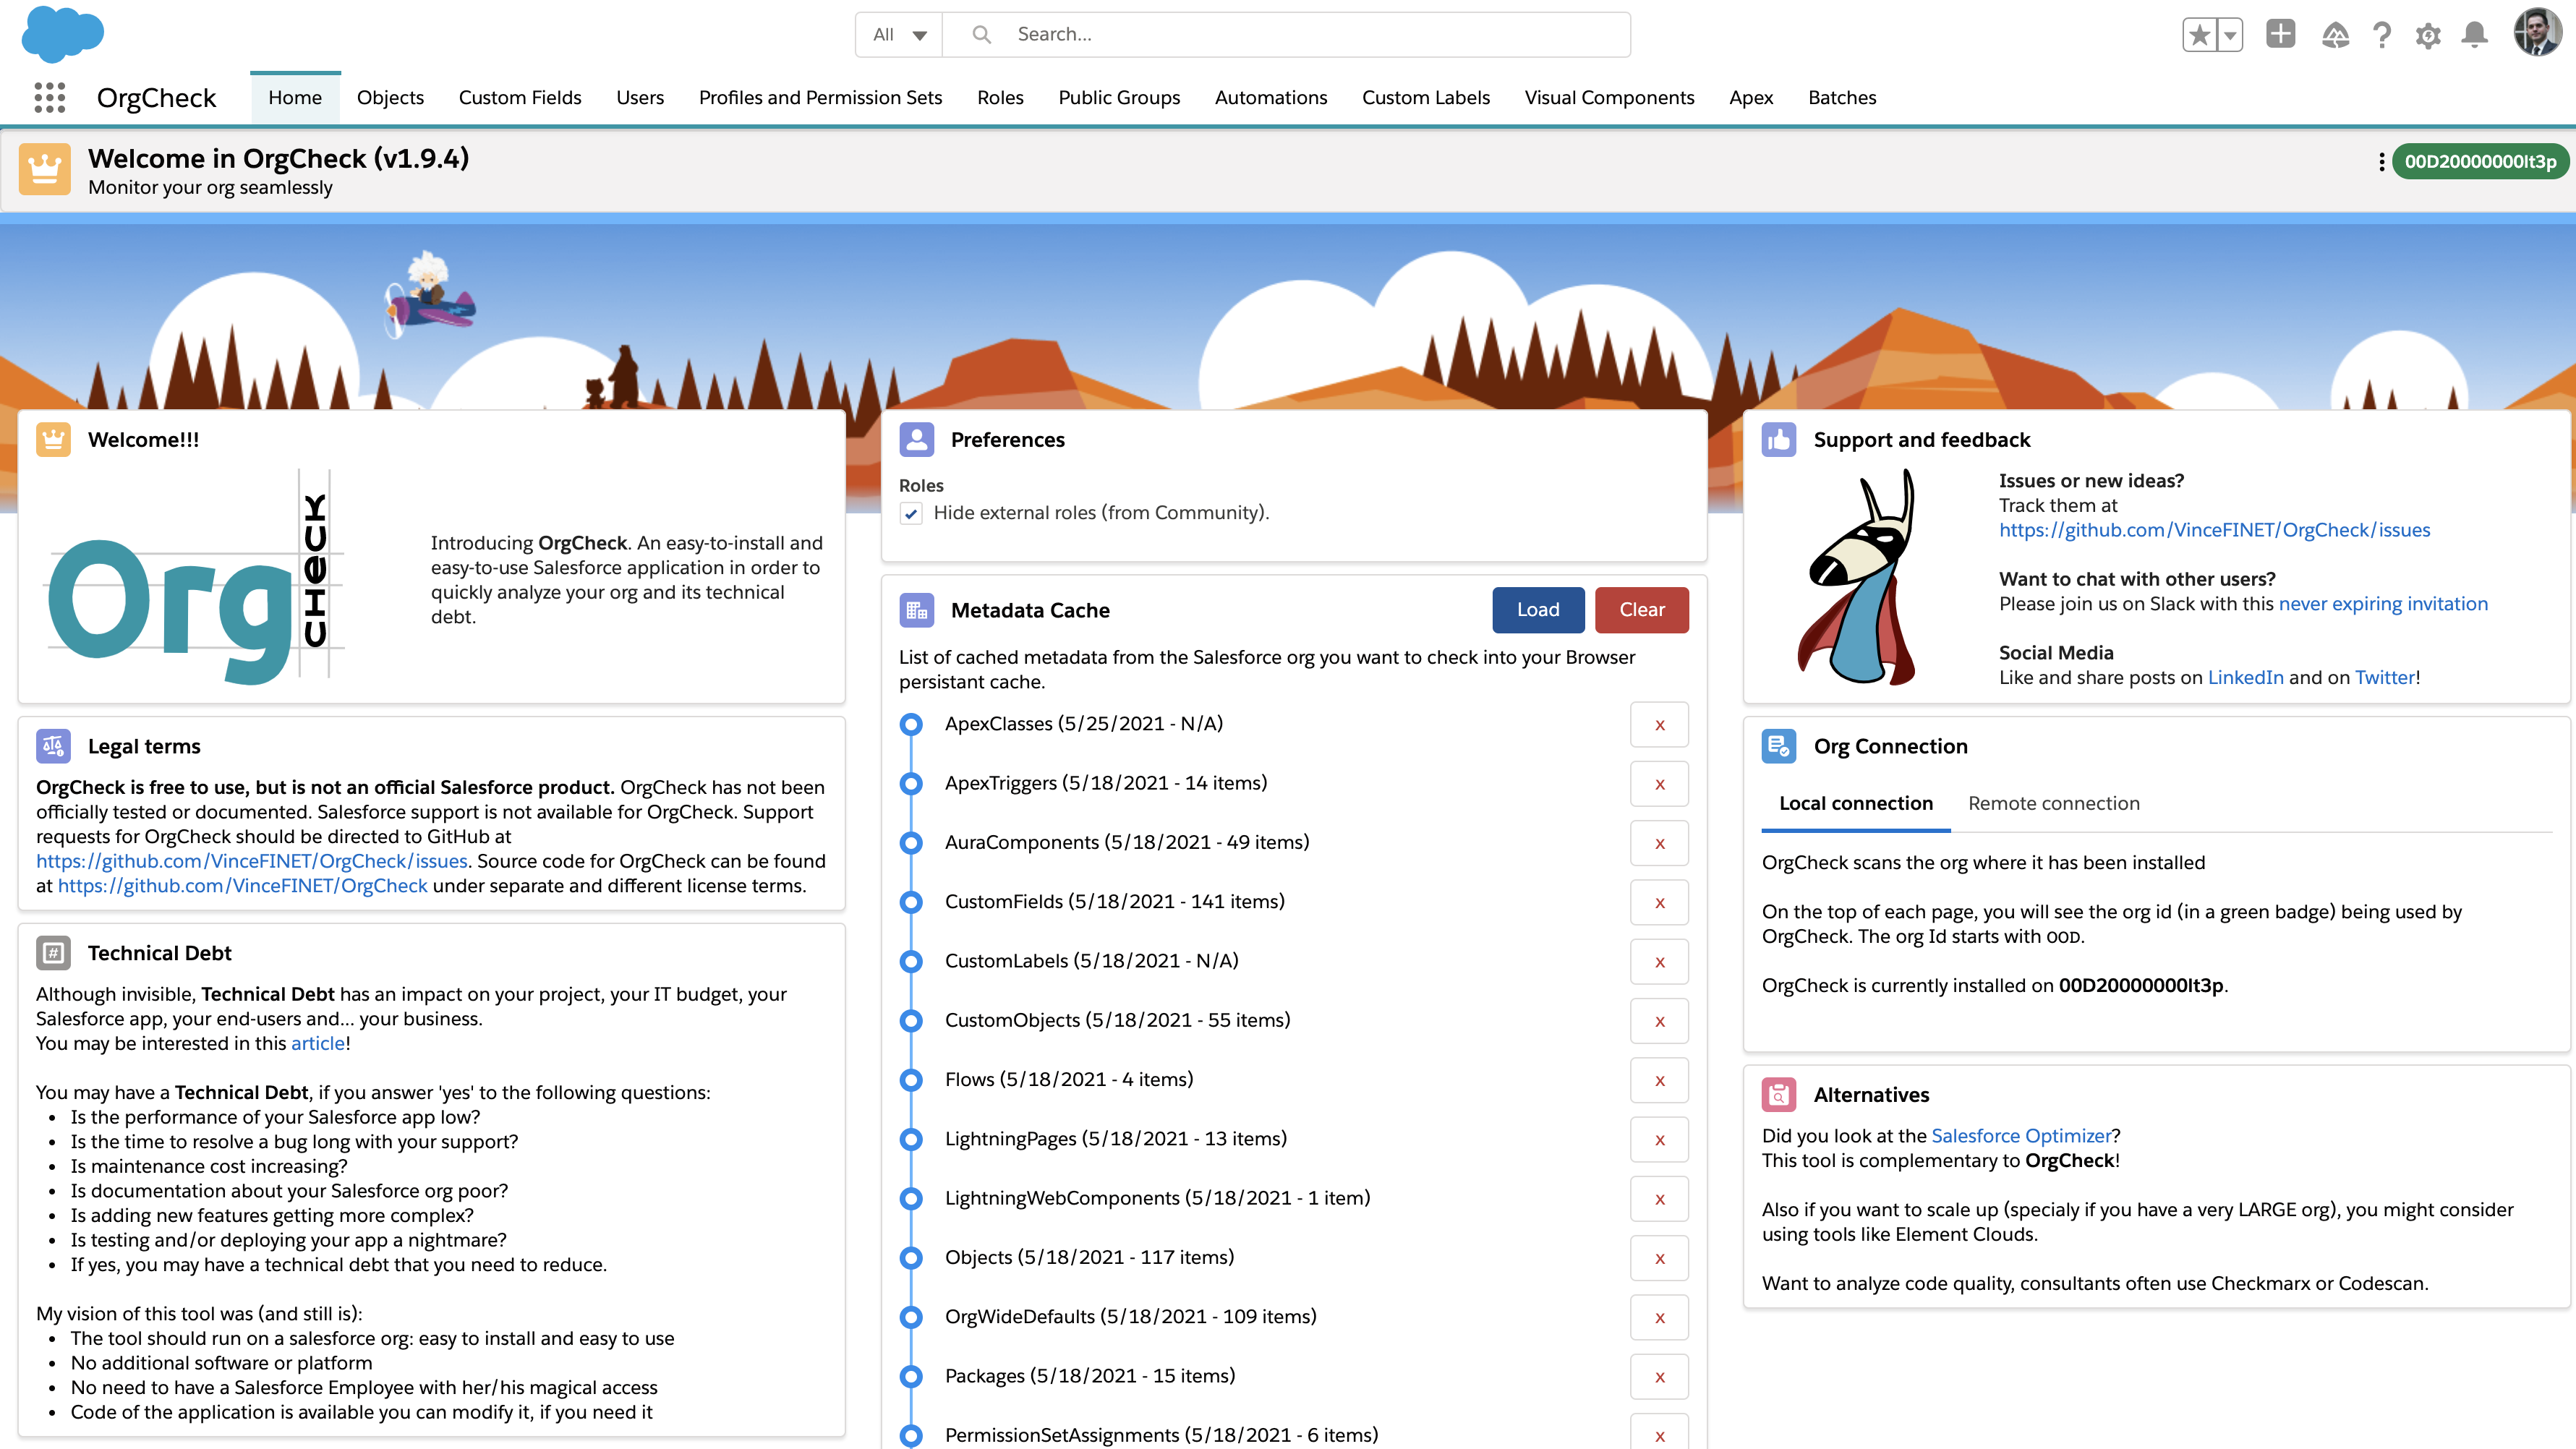 All
Search...
OrgCheck
Home
Objects
Custom Fields
Users
Profiles and Permission Sets
Roles
Public Groups
Automations
Custom Labels
Visual Components
Apex
Batches
Welcome in OrgCheck (v1.9.4)
Monitor your org seamlessly
00D20000000lt3p
Welcome!!!
Org CHeCK
Introducing OrgCheck. An easy-to-install and
easy-to-use Salesforce application in order to
quickly analyze your org and its technical
debt.
Legal terms
OrgCheck is free to use, but is not an official Salesforce product. OrgCheck has not been
officially tested or documented. Salesforce support is not available for OrgCheck. Support
requests for OrgCheck should be directed to GitHub at
https://github.com/VinceFINET/OrgCheck/issues. Source code for OrgCheck can be found
at https://github.com/VinceFINET/OrgCheck under separate and different license terms.
Technical Debt
Although invisible, Technical Debt has an impact on your project, your IT budget, your
Salesforce app, your end-users and... your business.
You may be interested in this article!
You may have a Technical Debt, if you answer 'yes' to the following questions:
• Is the performance of your Salesforce app low?
• Is the time to resolve a bug long with your support?
• Is maintenance cost increasing?
• Is documentation about your Salesforce org poor?
• Is adding new features getting more complex?
• Is testing and/or deploying your app a nightmare?
• If yes, you may have a technical debt that you need to reduce.
My vision of this tool was (and still is):
• The tool should run on a salesforce org: easy to install and easy to use
• No additional software or platform
• No need to have a Salesforce Employee with her/his magical access
• Code of the application is available you can modify it, if you need it
Preferences
Roles
Hide external roles (from Community).
Metadata Cache
Load
Clear
List of cached metadata from the Salesforce org you want to check into your Browser
persistant cache.
ApexClasses (5/25/2021 - N/A) x
ApexTriggers (5/18/2021 - 14 items) x
AuraComponents (5/18/2021 - 49 items) x
CustomFields (5/18/2021 - 141 items) x
CustomLabels (5/18/2021 - N/A) x
CustomObjects (5/18/2021 - 55 items) x
Flows (5/18/2021 - 4 items) x
LightningPages (5/18/2021 - 13 items) x
LightningWebComponents (5/18/2021 - 1 item) x
Objects (5/18/2021 - 117 items) x
OrgWideDefaults (5/18/2021 - 109 items) x
Packages (5/18/2021 - 15 items) x
PermissionSetAssignments (5/18/2021 - 6 items) x
Support and feedback
Issues or new ideas?
Track them at
https://github.com/VinceFINET/OrgCheck/issues
Want to chat with other users?
Please join us on Slack with this never expiring invitation
Social Media
Like and share posts on LinkedIn and on Twitter!
Org Connection
Local connection
Remote connection
OrgCheck scans the org where it has been installed
On the top of each page, you will see the org id (in a green badge) being used by
OrgCheck. The org Id starts with 00D.
OrgCheck is currently installed on 00D20000000lt3p.
Alternatives
Did you look at the Salesforce Optimizer?
This tool is complementary to OrgCheck!
Also if you want to scale up (specialy if you have a very LARGE org), you might consider
using tools like Element Clouds.
Want to analyze code quality, consultants often use Checkmarx or Codescan.